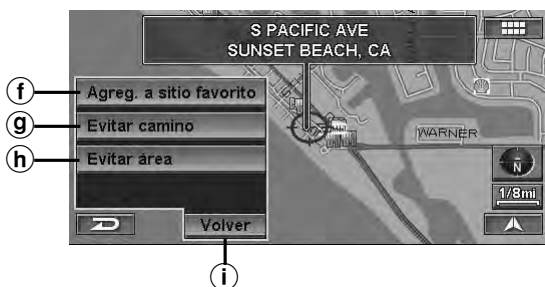 S PACIFIC AVE
SUNSET BEACH, CA
f Agreg. a sitio favorito
g Evitar camino
h Evitar área
WARNER
N
1/8mi
Volver
i